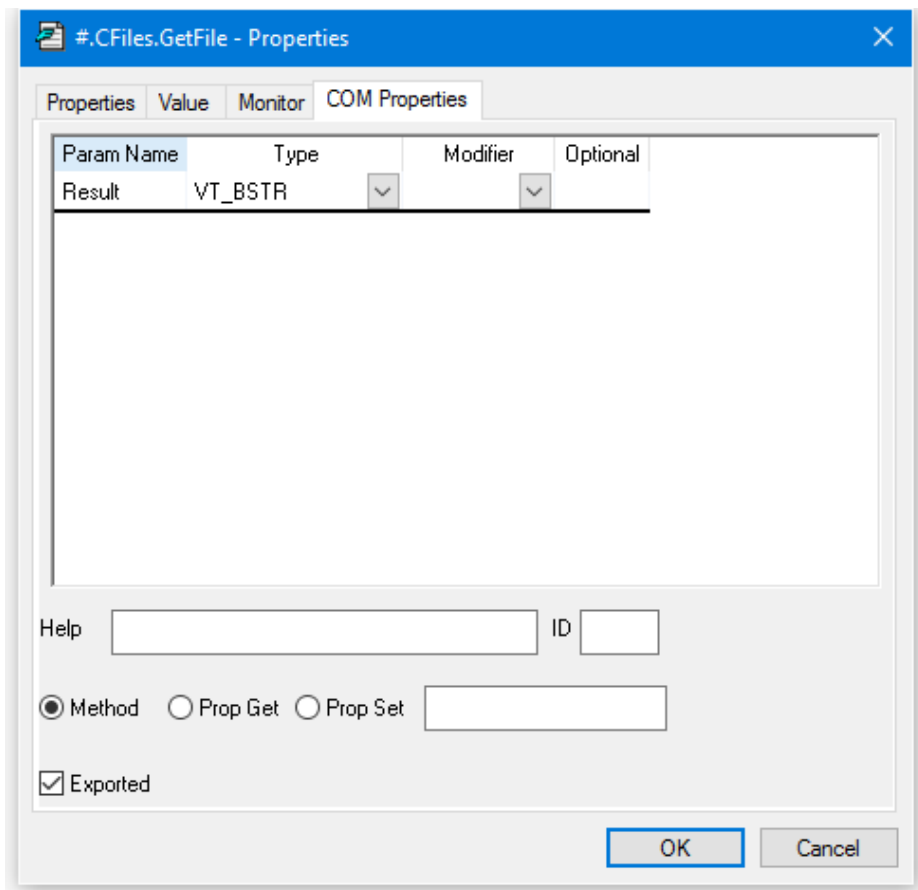 #.CFiles.GetFile - Properties
Properties Value Monitor COM Properties
Param Name Type Modifier Optional
Result VT_BSTR
Help ID
Method Prop Get Prop Set
Exported
OK Cancel